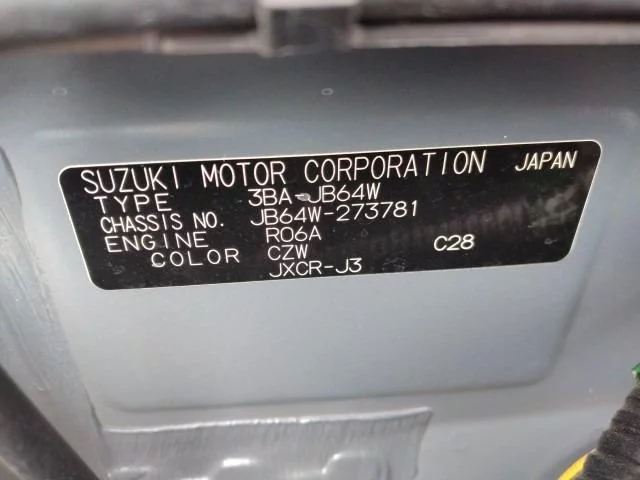 SUZUKI MOTOR CORPORATION JAPAN
TYPE 3BA-JB64W
CHASSIS NO. JB64W-273781
ENGINE R06A
COLOR CZW C28
JXCR-J3